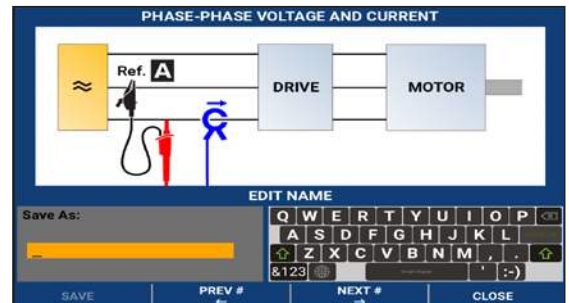 PHASE-PHASE VOLTAGE AND CURRENT
Ref. A
≈
DRIVE
MOTOR
EDIT NAME
Save As:
_
Q W E R T Y U I O P
A S D F G H J K L
Z X C V B N M , .
&123 ' :-)
SAVE
PREV #
←
NEXT #
→
CLOSE